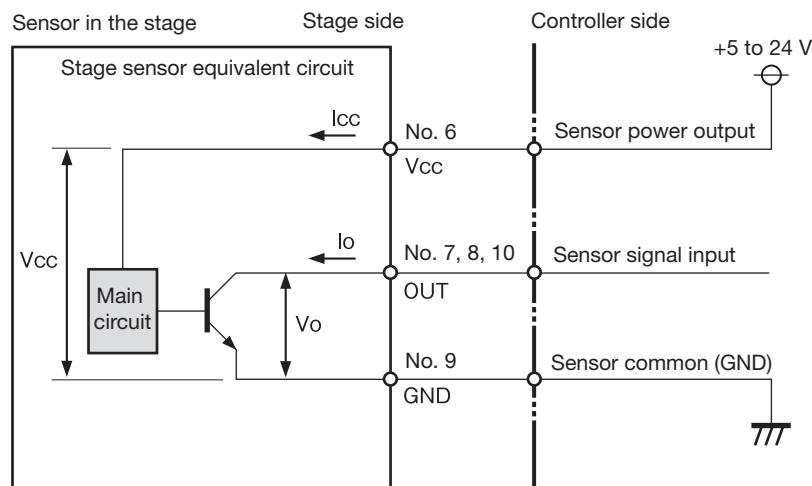 Sensor in the stage
Stage side
Controller side
+5 to 24 V
Stage sensor equivalent circuit
Icc
No. 6
Sensor power output
Vcc
Vcc
Io
No. 7, 8, 10
Sensor signal input
OUT
Main
circuit
Vo
No. 9
Sensor common (GND)
GND